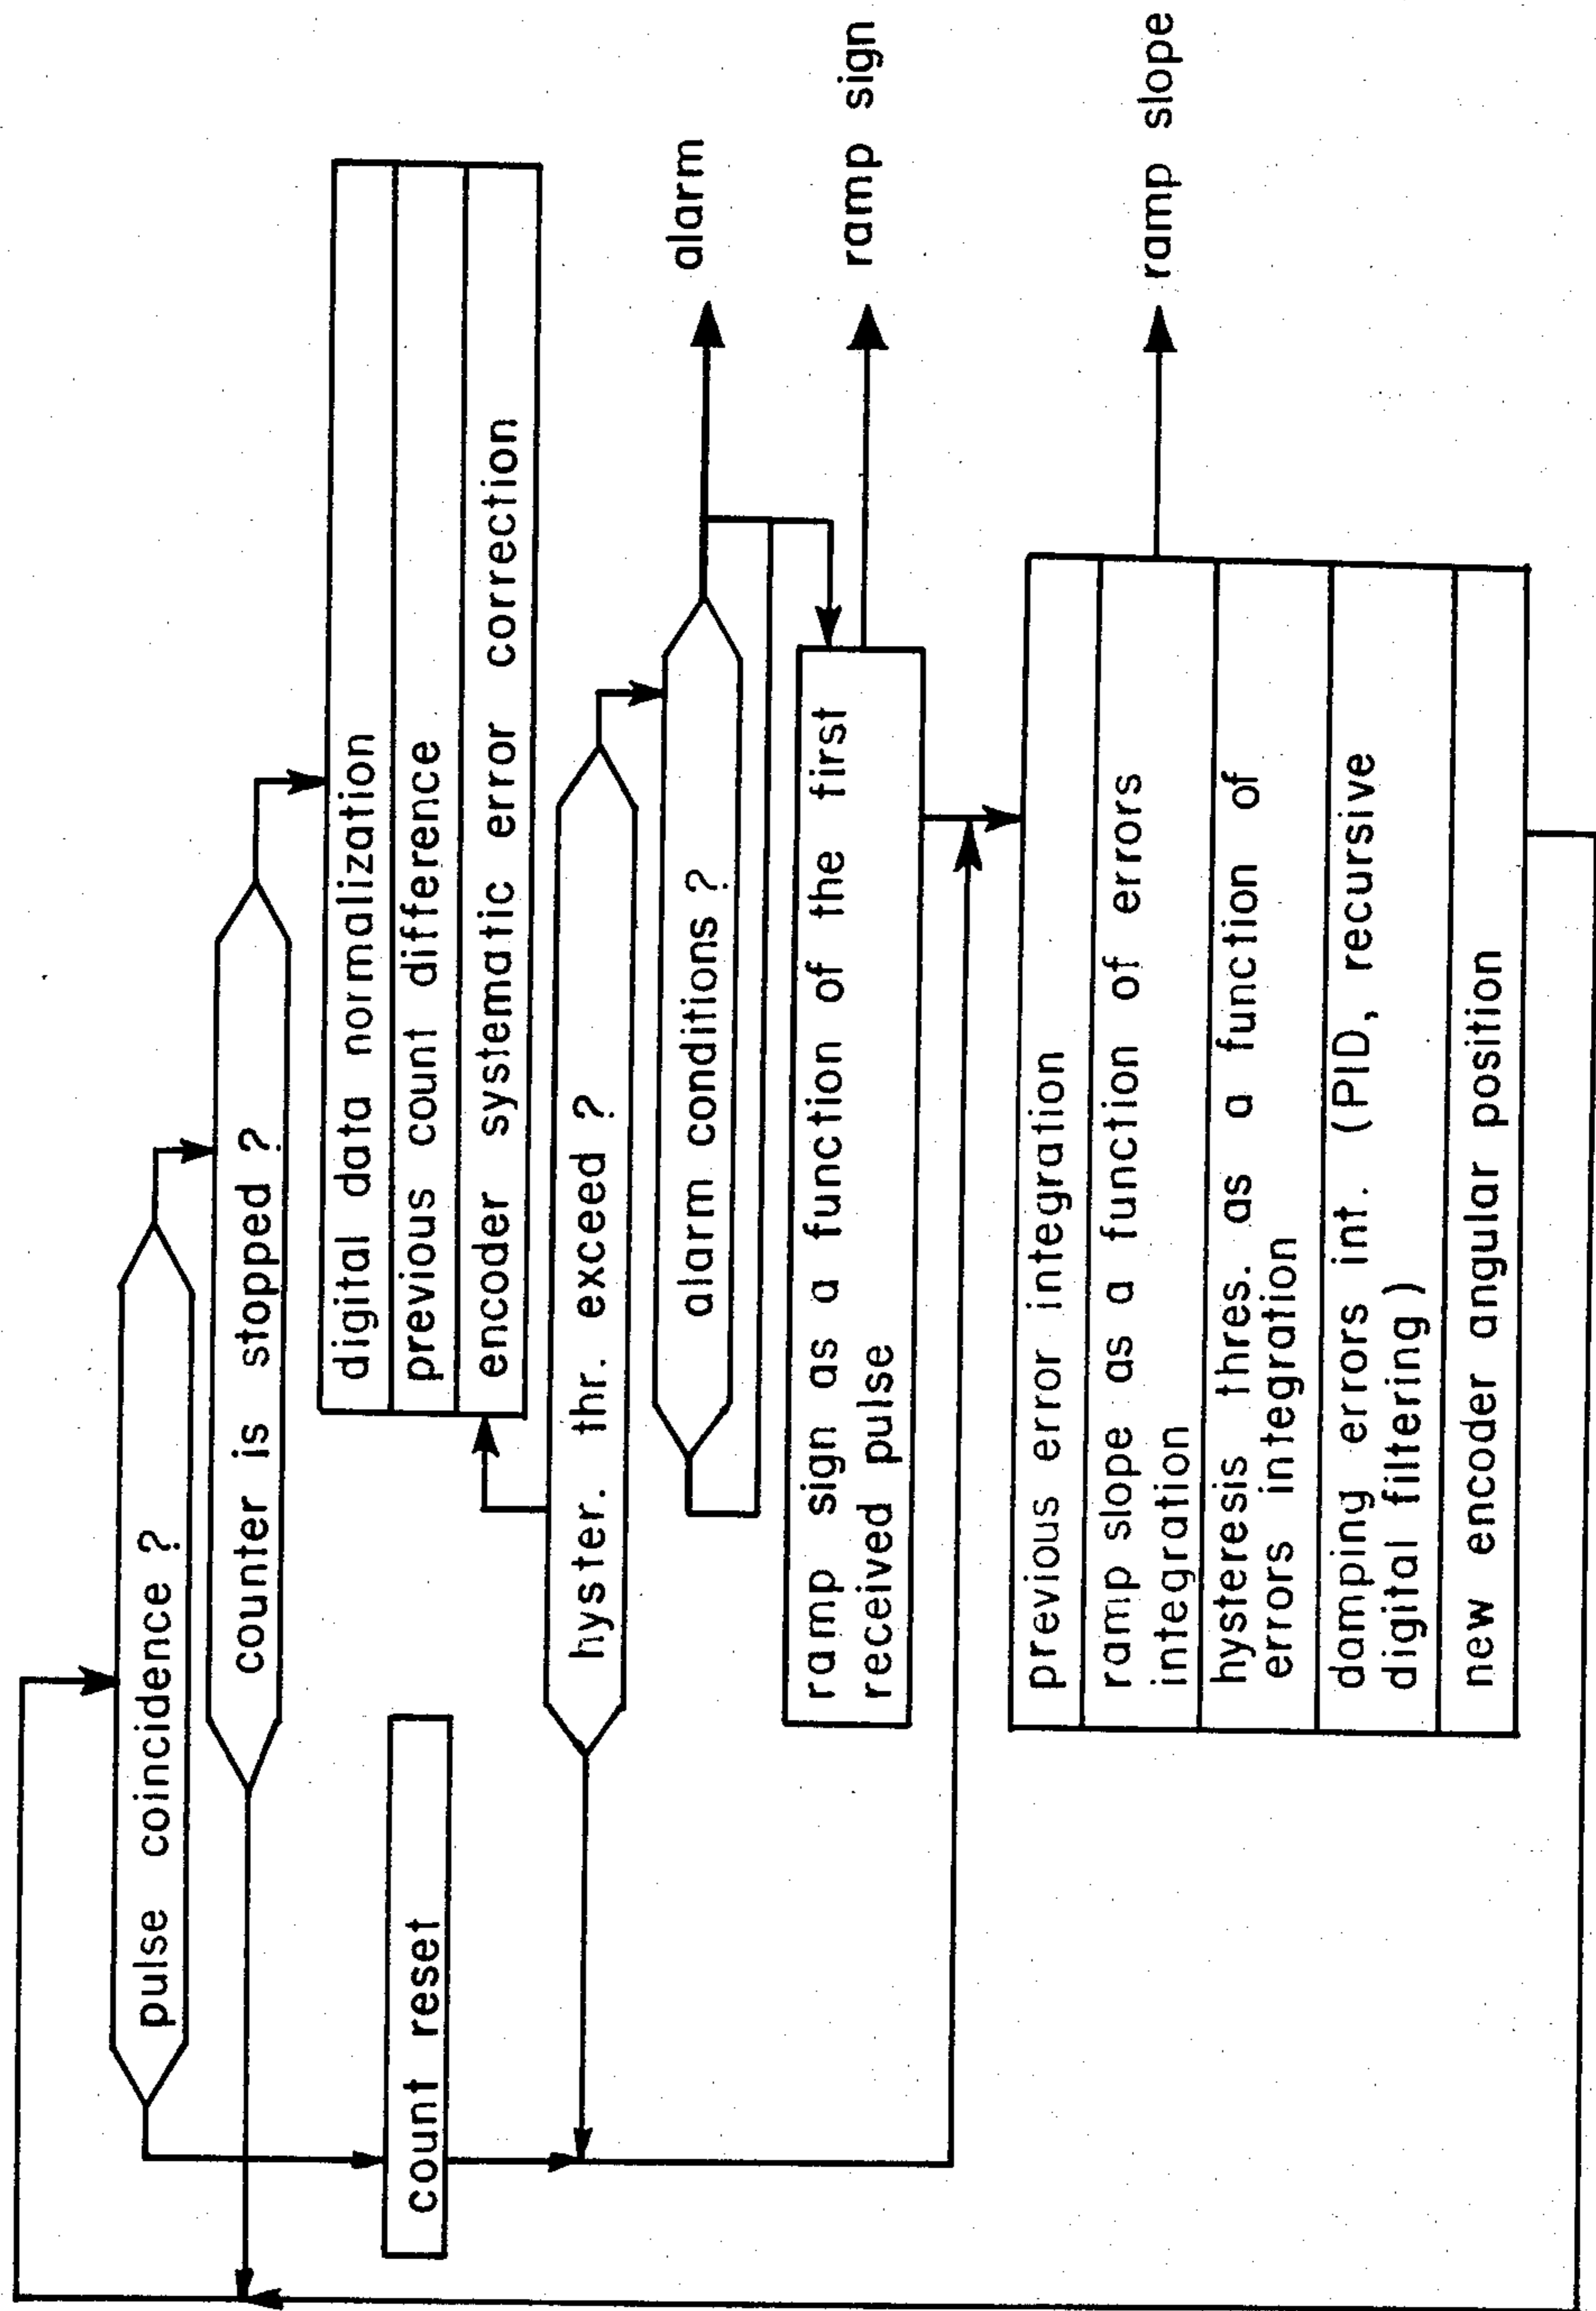 pulse coincidence ?
counter is stopped ?
digital data normalization
previous count difference
encoder systematic error correction
count reset
hyster. thr. exceed ?
alarm conditions ?
alarm
ramp sign as a function of the first
received pulse
ramp sign
previous error integration
ramp slope as a function of errors
integration
ramp slope
hysteresis thres. as a function of
errors integration
damping errors int. (PID, recursive
digital filtering )
new encoder angular position